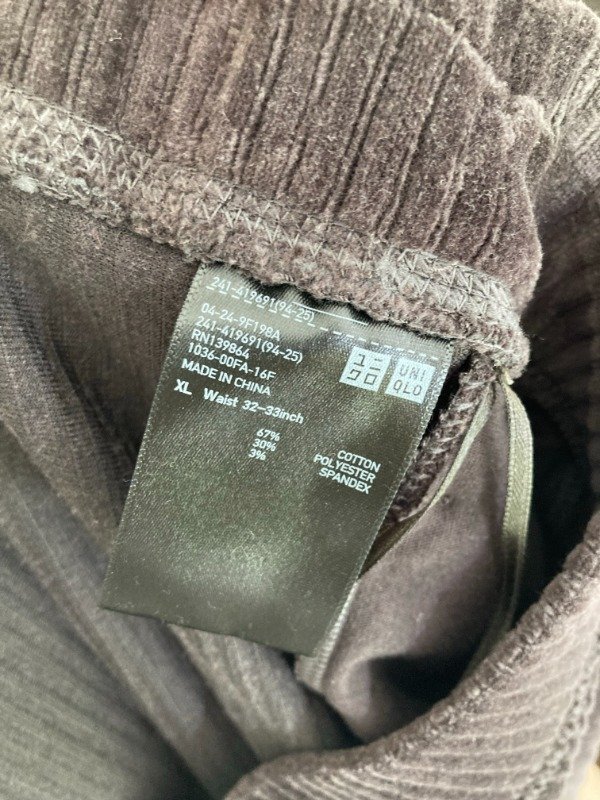 241-419691(94-25)
04-24-9F198A
241-419691(94-25)
RN139864
1036-00FA-16F
MADE IN CHINA
XL Waist 32-33inch
67% COTTON
30% POLYESTER
3% SPANDEX
ユニ
クロ
UNI
QLO